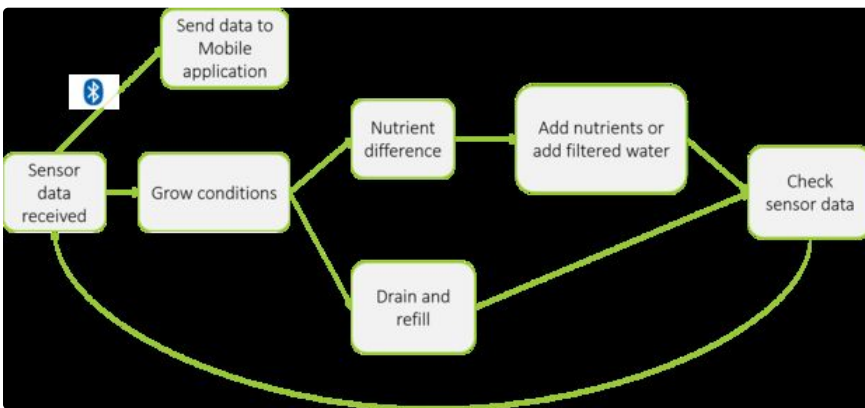 Send data to
Mobile
application
Sensor
data
received
Grow conditions
Nutrient
difference
Add nutrients or
add filtered water
Check
sensor data
Drain and
refill